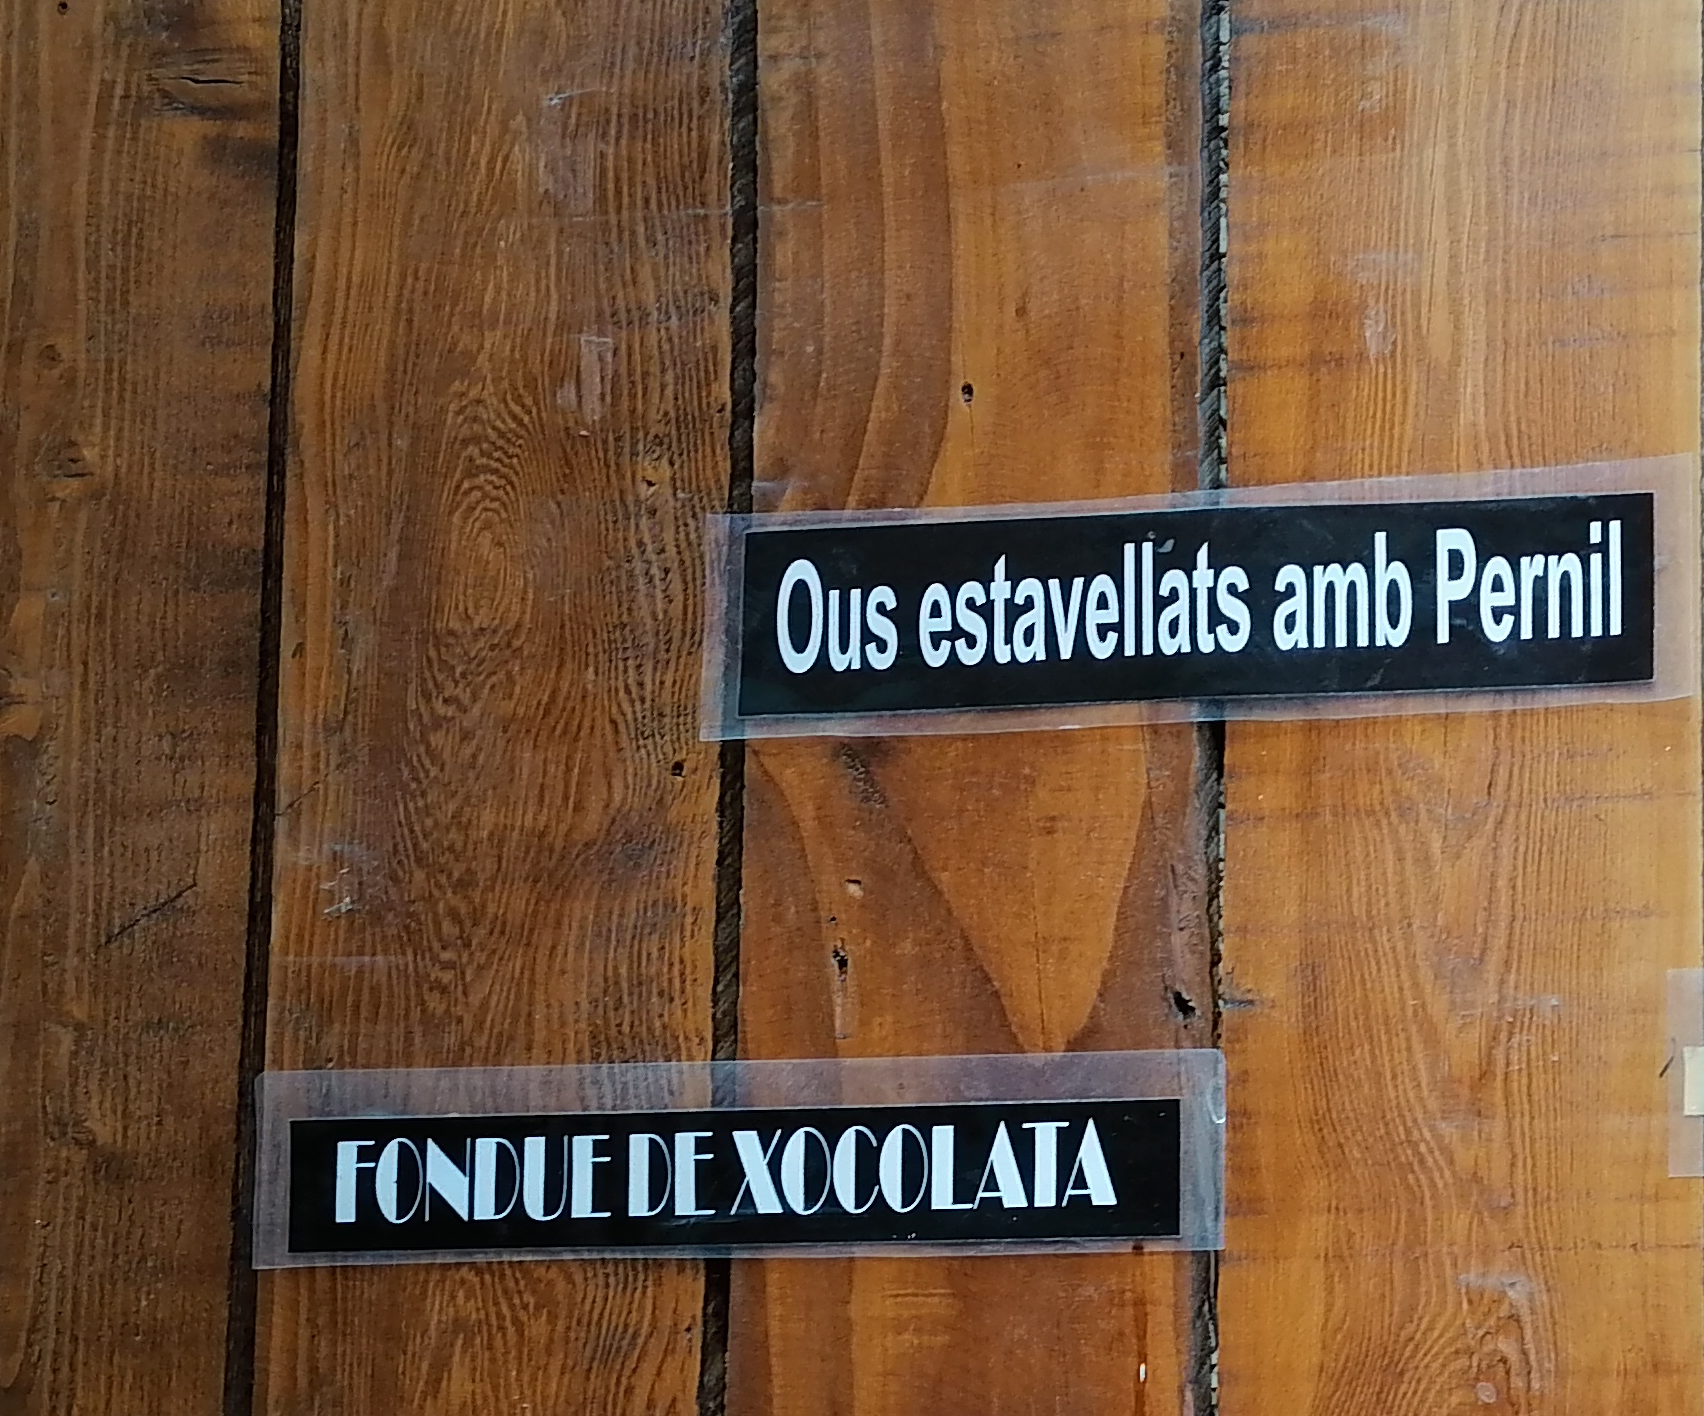 Ous estavellats amb Pernil
FONDUE DE XOCOLATA